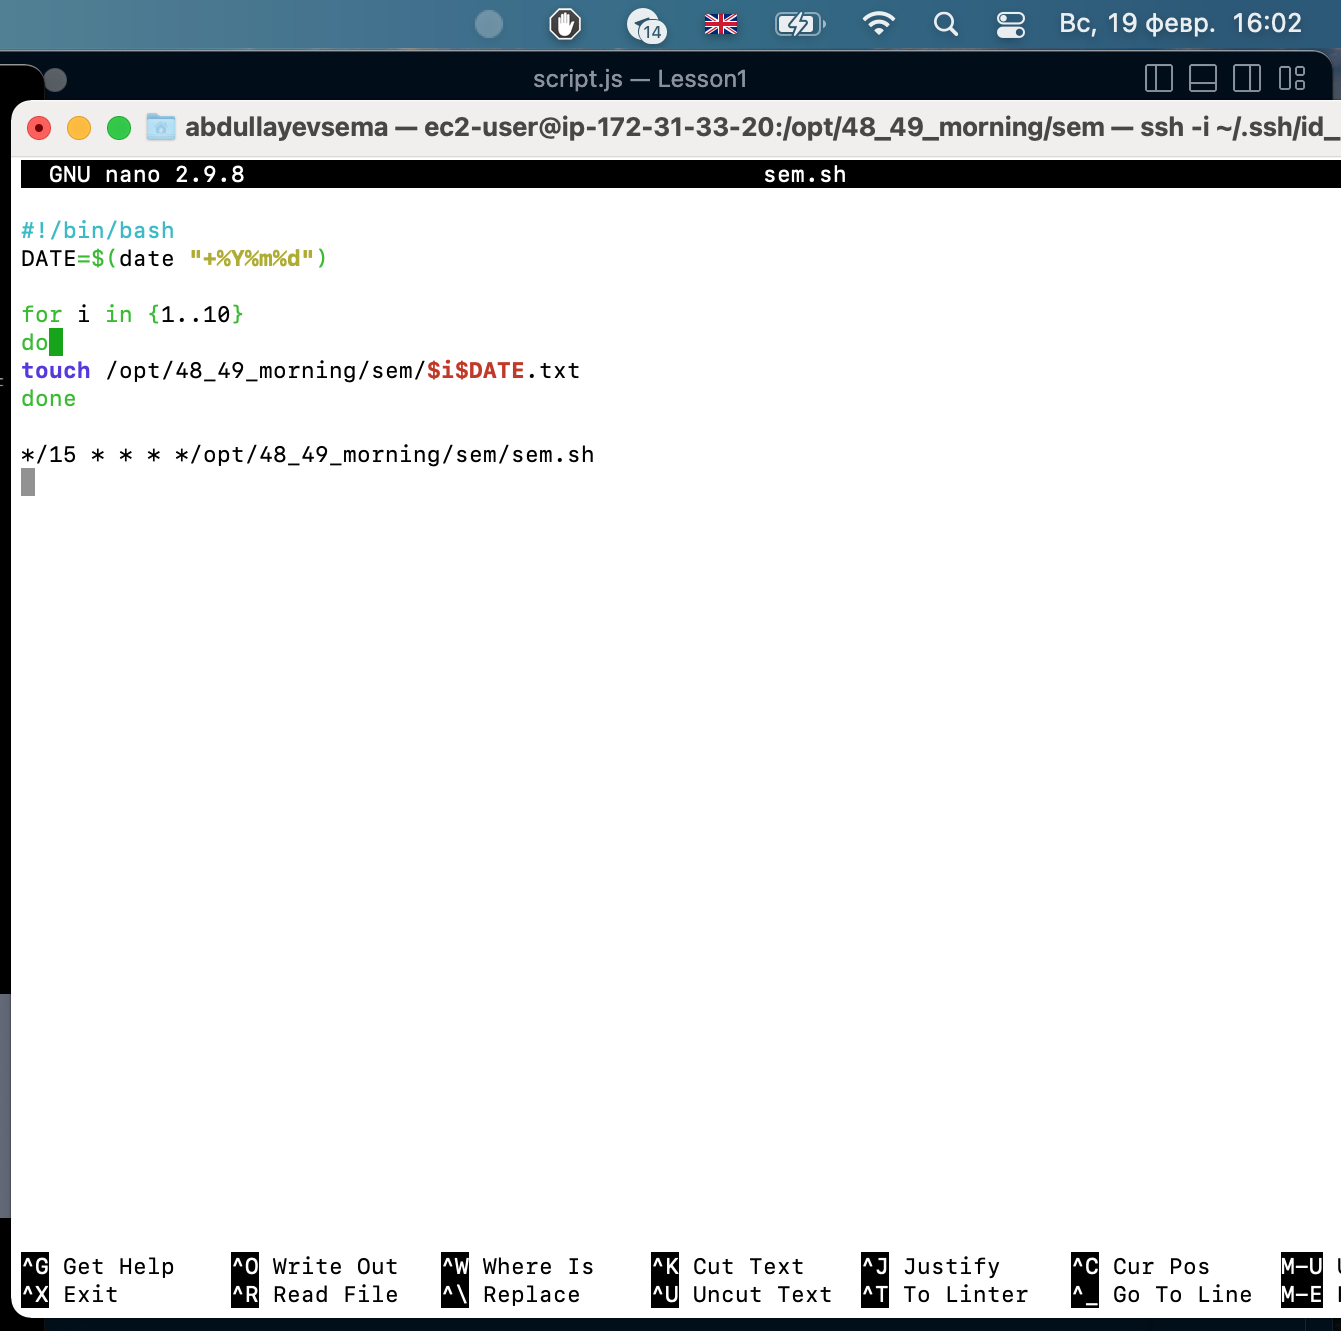 14 Вс, 19 февр. 16:02
script.js — Lesson1
abdullayevsema — ec2-user@ip-172-31-33-20:/opt/48_49_morning/sem — ssh -i ~/.ssh/id_
GNU nano 2.9.8 sem.sh
#!/bin/bash
DATE=$(date "+%Y%m%d")
for i in {1..10}
do
touch /opt/48_49_morning/sem/$i$DATE.txt
done
*/15 * * * */opt/48_49_morning/sem/sem.sh
^G Get Help ^O Write Out ^W Where Is ^K Cut Text ^J Justify ^C Cur Pos M-U
^X Exit ^R Read File ^\ Replace ^U Uncut Text ^T To Linter ^_ Go To Line M-E